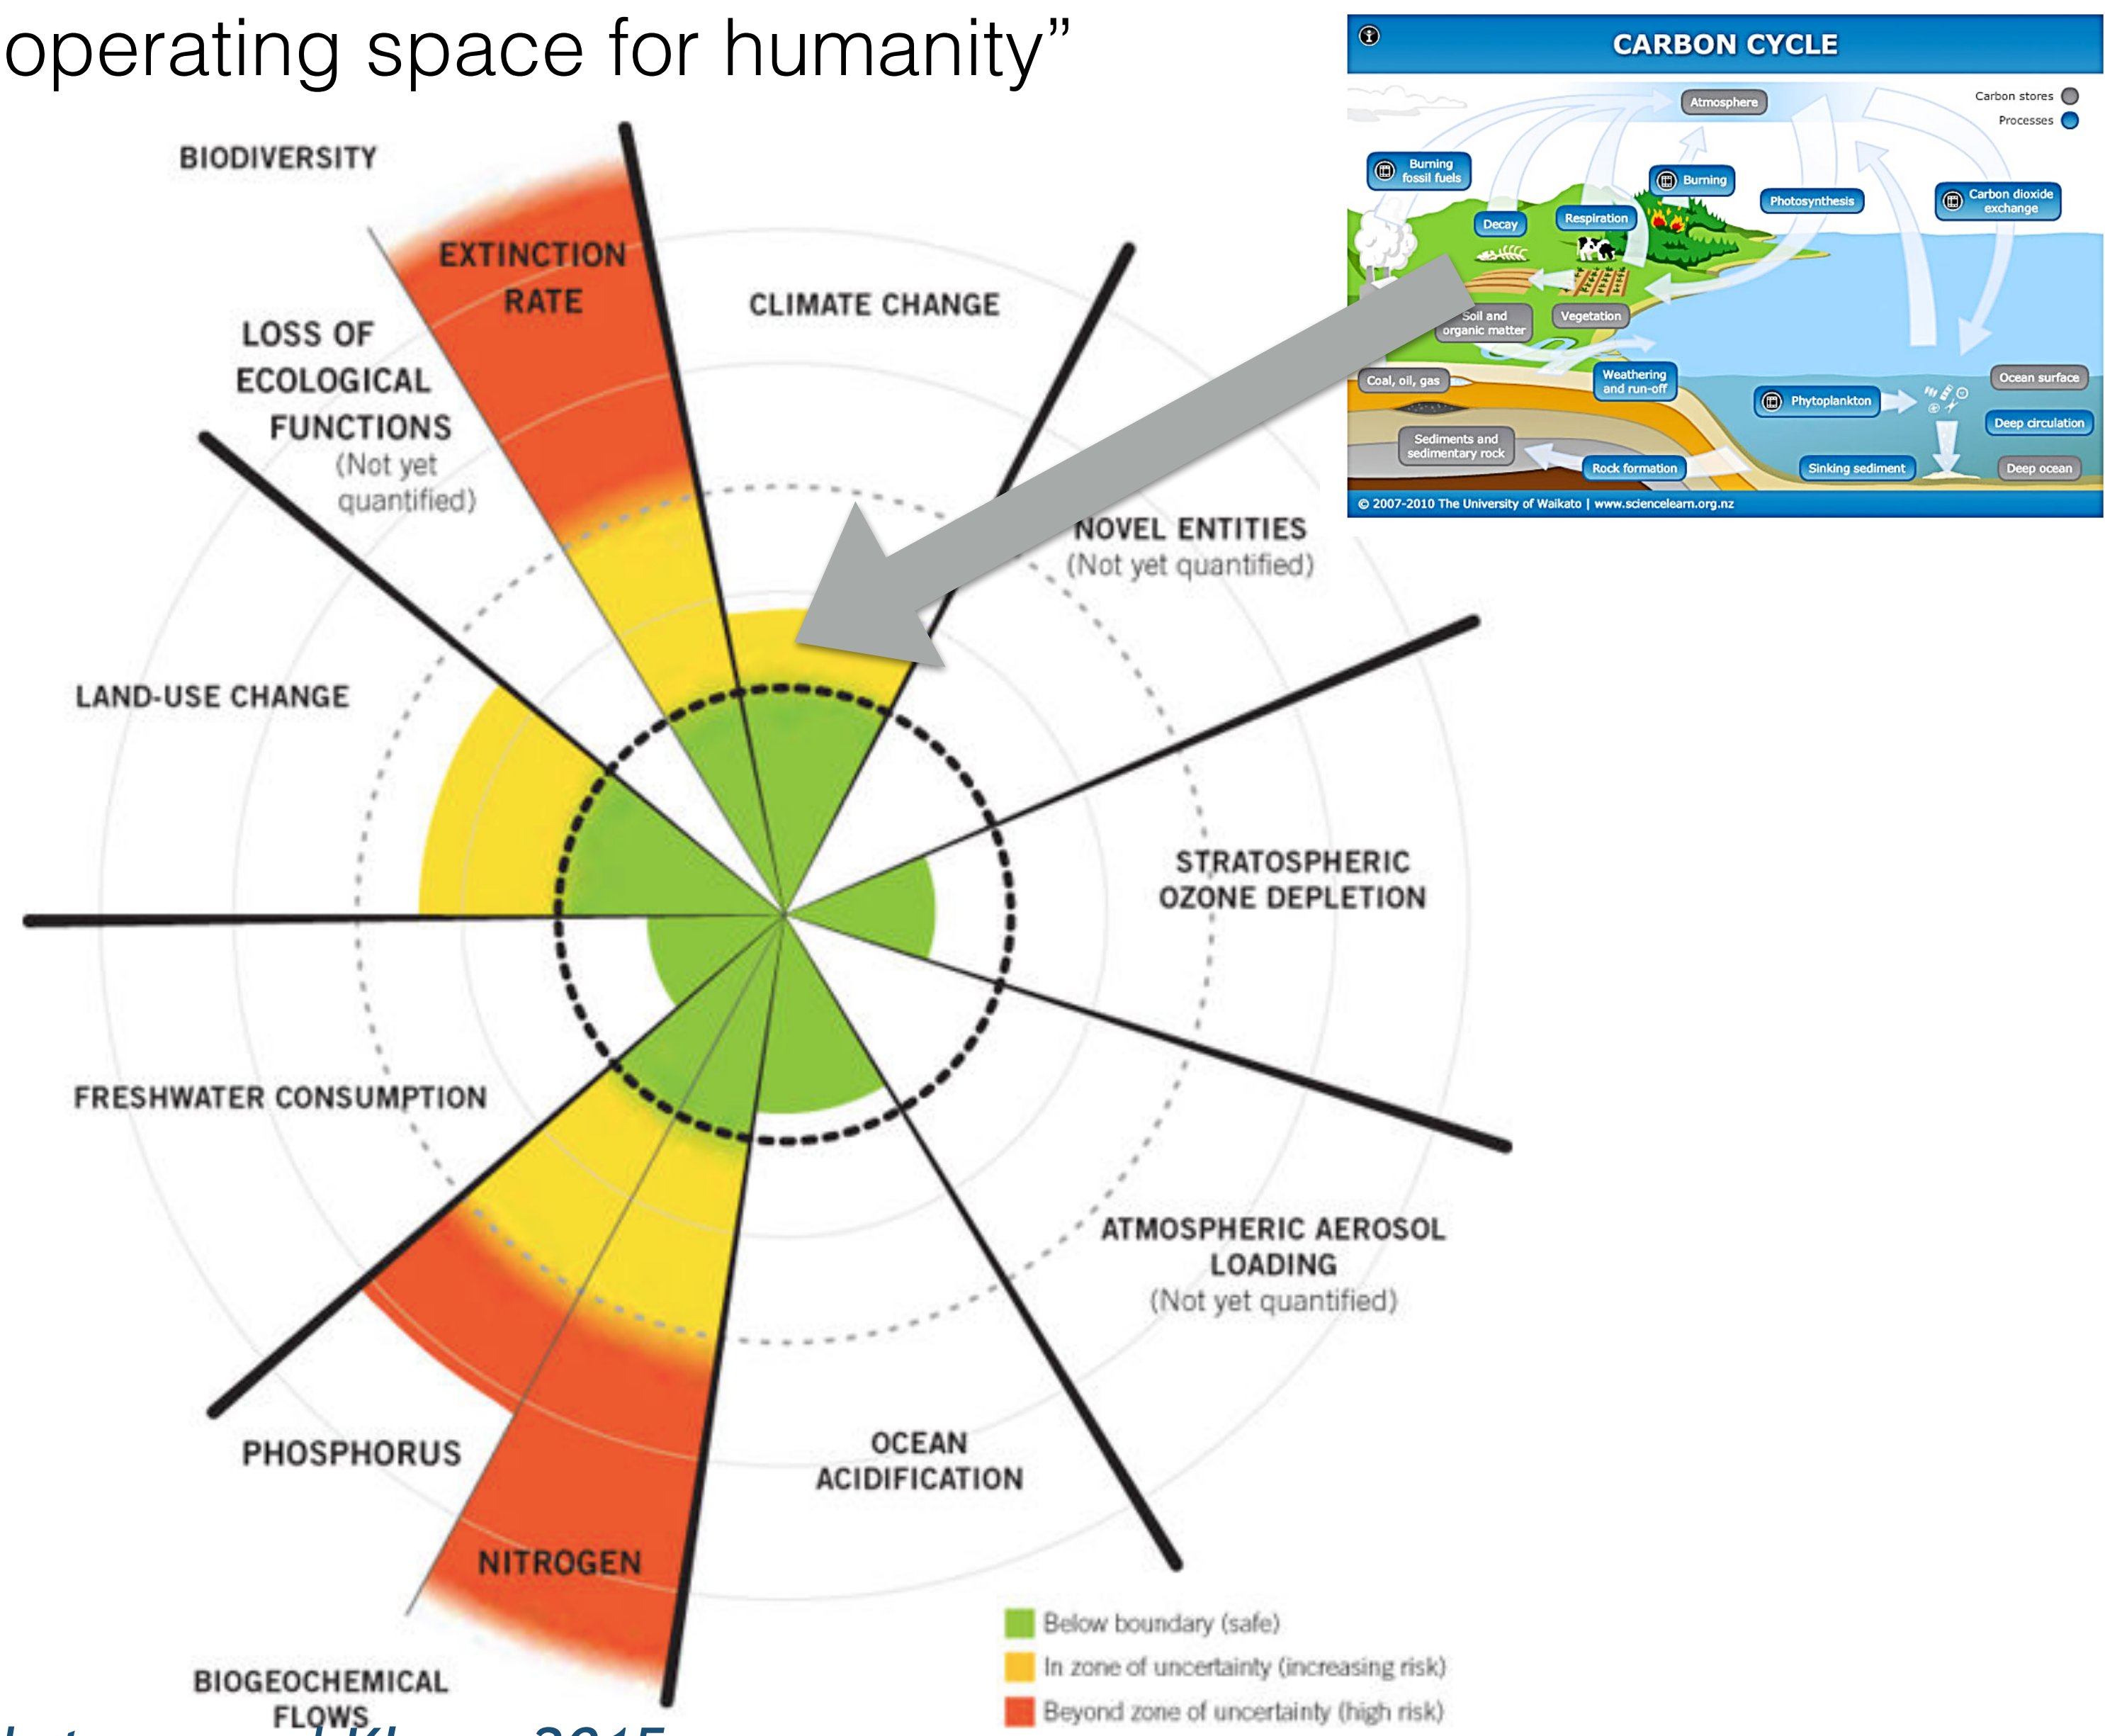 operating space for humanity”
CARBON CYCLE
Atmosphere
Carbon stores
Processes
Burning
fossil fuels
Burning
Decay
Respiration
Photosynthesis
Carbon dioxide
exchange
Soil and
organic matter
Vegetation
Coal, oil, gas
Weathering
and run-off
Ocean surface
Phytoplankton
Deep circulation
Sediments and
sedimentary rock
Rock formation
Sinking sediment
Deep ocean
© 2007-2010 The University of Waikato | www.sciencelearn.org.nz
BIODIVERSITY
EXTINCTION
RATE
CLIMATE CHANGE
LOSS OF
ECOLOGICAL
FUNCTIONS
(Not yet
quantified)
NOVEL ENTITIES
(Not yet quantified)
LAND-USE CHANGE
STRATOSPHERIC
OZONE DEPLETION
FRESHWATER CONSUMPTION
ATMOSPHERIC AEROSOL
LOADING
(Not yet quantified)
PHOSPHORUS
OCEAN
ACIDIFICATION
NITROGEN
BIOGEOCHEMICAL
FLOWS
Below boundary (safe)
In zone of uncertainty (increasing risk)
Beyond zone of uncertainty (high risk)
2015